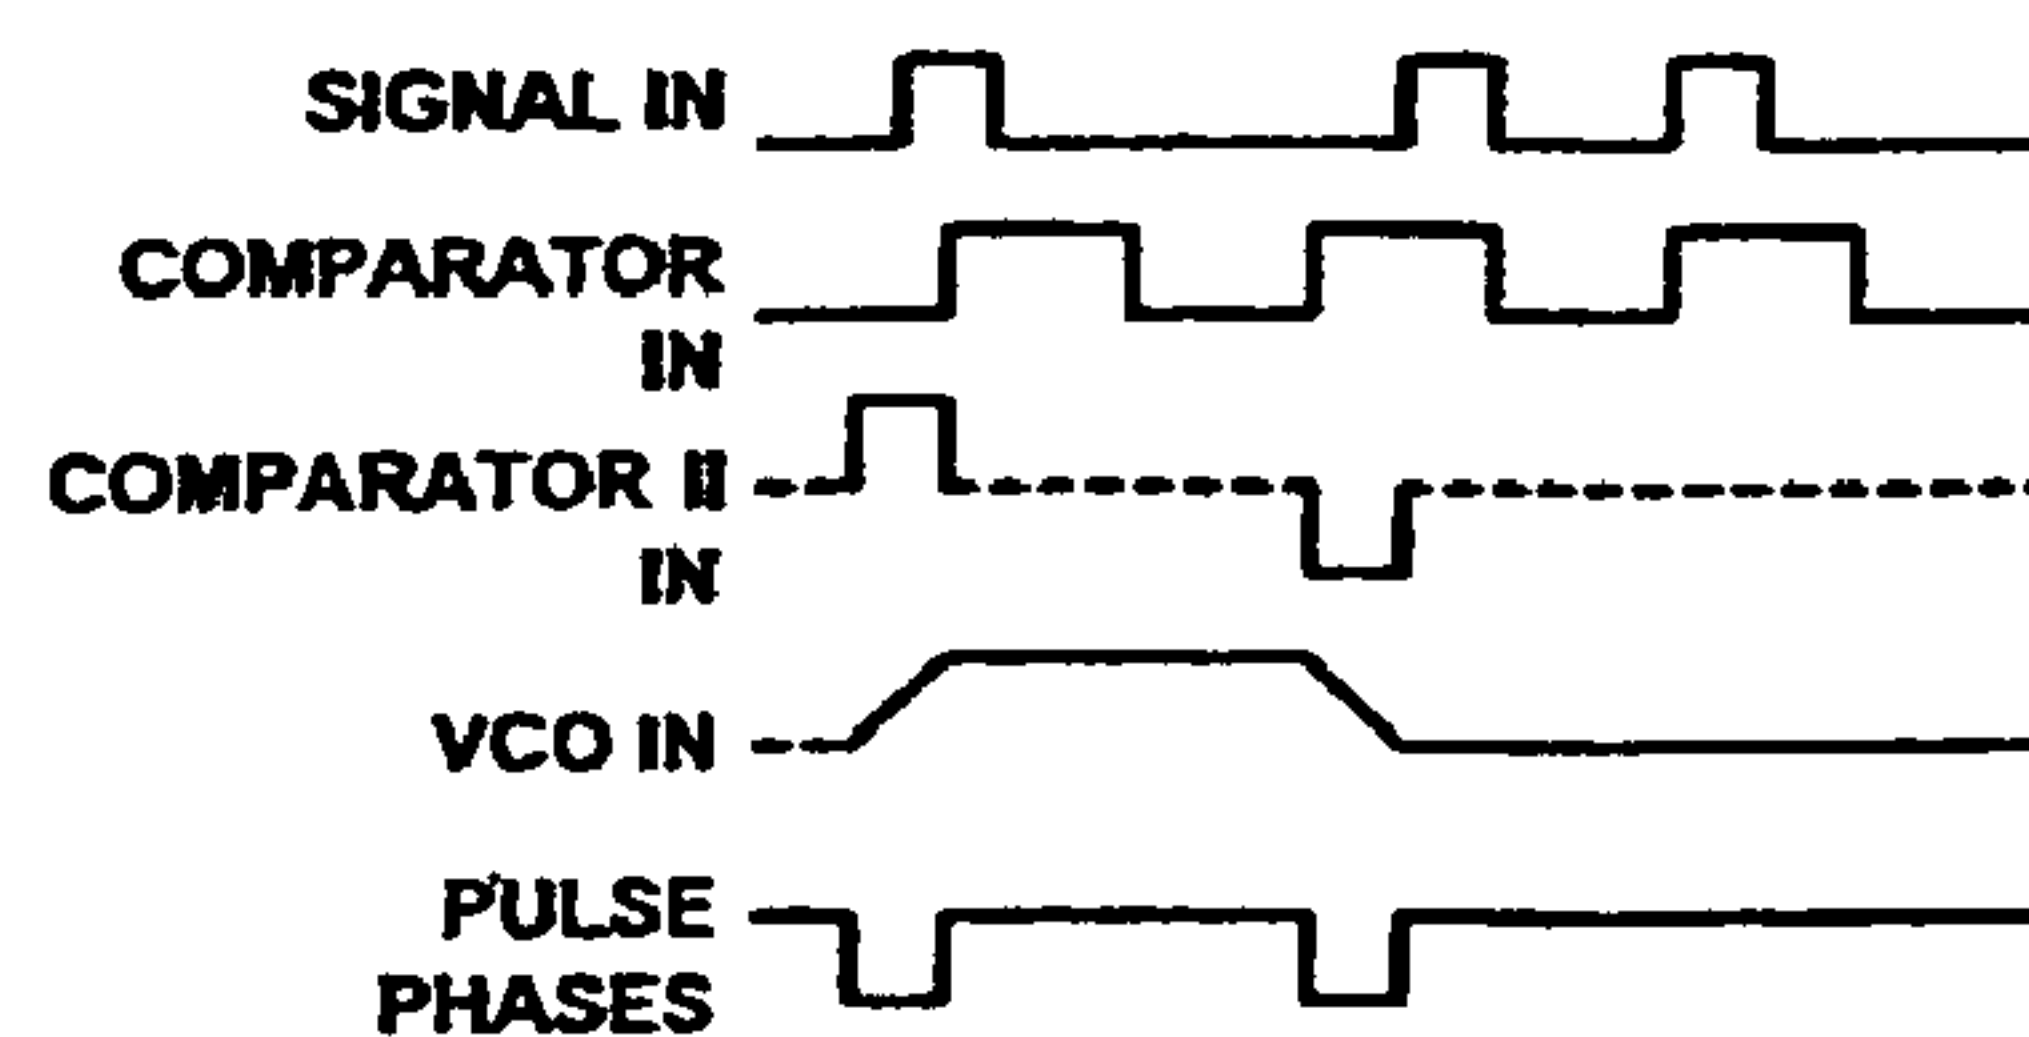 SIGNAL IN
COMPARATOR
IN
COMPARATOR II
IN
VCO IN
PULSE
PHASES